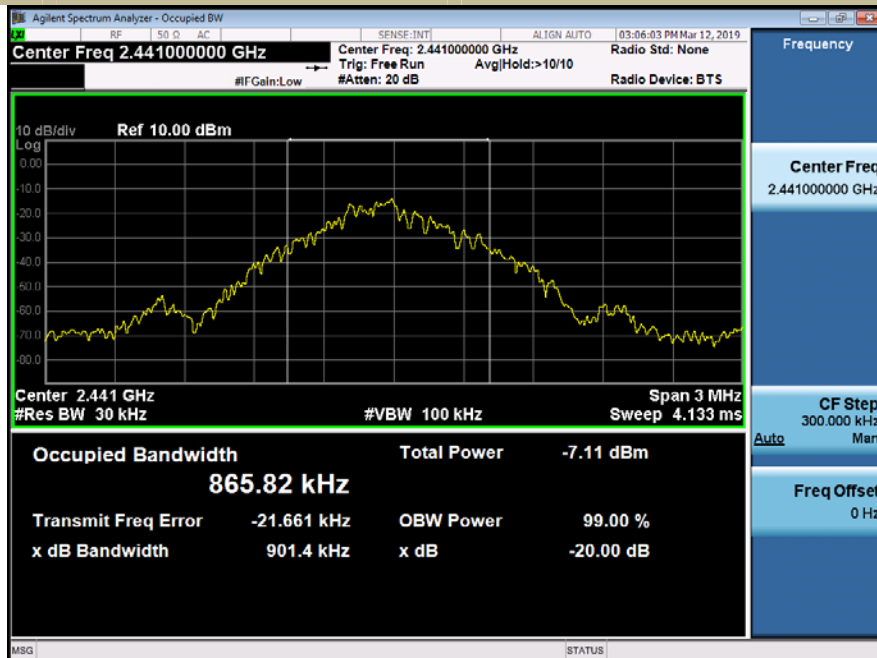 Agilent Spectrum Analyzer - Occupied BW
LXI RF 50 Ω AC SENSE:INT ALIGN AUTO 03:06:03 PM Mar 12, 2019
Center Freq 2.441000000 GHz
Center Freq: 2.441000000 GHz
Radio Std: None
Trig: Free Run Avg|Hold:>10/10
#IFGain:Low #Atten: 20 dB Radio Device: BTS
10 dB/div Ref 10.00 dBm
Log
0.00
-10.0
-20.0
-30.0
-40.0
-50.0
-60.0
-70.0
-80.0
Center 2.441 GHz Span 3 MHz
#Res BW 30 kHz #VBW 100 kHz Sweep 4.133 ms
Occupied Bandwidth Total Power -7.11 dBm
865.82 kHz
Transmit Freq Error -21.661 kHz OBW Power 99.00 %
x dB Bandwidth 901.4 kHz x dB -20.00 dB
Frequency
Center Freq
2.441000000 GHz
CF Step
300.000 kHz
Auto Man
Freq Offset
0 Hz
MSG STATUS